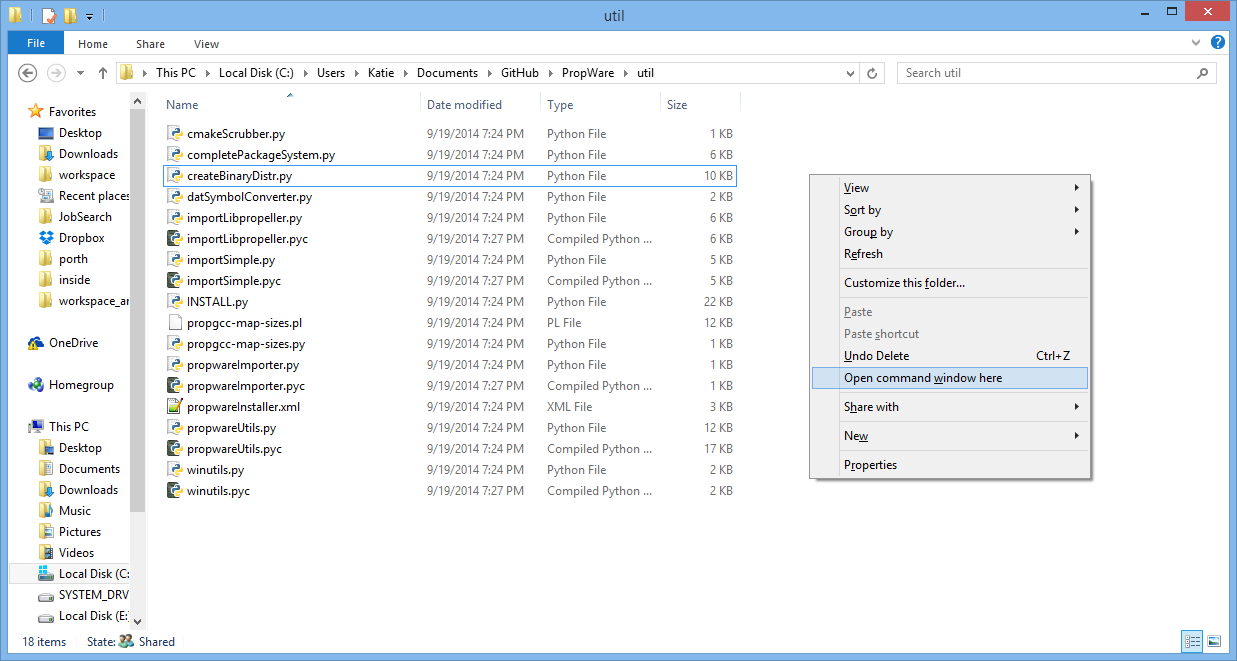 util
File Home Share View
This PC Local Disk (C:) Users Katie Documents GitHub PropWare util
Search util
Favorites
Desktop
Downloads
workspace
Recent places
JobSearch
Dropbox
porth
inside
workspace_ar
OneDrive
Homegroup
This PC
Desktop
Documents
Downloads
Music
Pictures
Videos
Local Disk (C:
SYSTEM_DRV
Local Disk (E:
Name Date modified Type Size
cmakeScrubber.py 9/19/2014 7:24 PM Python File 1 KB
completePackageSystem.py 9/19/2014 7:24 PM Python File 6 KB
createBinaryDistr.py 9/19/2014 7:24 PM Python File 10 KB
datSymbolConverter.py 9/19/2014 7:24 PM Python File 2 KB
importLibpropeller.py 9/19/2014 7:24 PM Python File 6 KB
importLibpropeller.pyc 9/19/2014 7:27 PM Compiled Python ... 6 KB
importSimple.py 9/19/2014 7:24 PM Python File 5 KB
importSimple.pyc 9/19/2014 7:27 PM Compiled Python ... 5 KB
INSTALL.py 9/19/2014 7:24 PM Python File 22 KB
propgcc-map-sizes.pl 9/19/2014 7:24 PM PL File 12 KB
propgcc-map-sizes.py 9/19/2014 7:24 PM Python File 1 KB
propwareImporter.py 9/19/2014 7:24 PM Python File 1 KB
propwareImporter.pyc 9/19/2014 7:27 PM Compiled Python ... 1 KB
propwareInstaller.xml 9/19/2014 7:24 PM XML File 3 KB
propwareUtils.py 9/19/2014 7:24 PM Python File 12 KB
propwareUtils.pyc 9/19/2014 7:27 PM Compiled Python ... 17 KB
winutils.py 9/19/2014 7:24 PM Python File 2 KB
winutils.pyc 9/19/2014 7:27 PM Compiled Python ... 2 KB
View
Sort by
Group by
Refresh
Customize this folder...
Paste
Paste shortcut
Undo Delete Ctrl+Z
Open command window here
Share with
New
Properties
18 items State: Shared